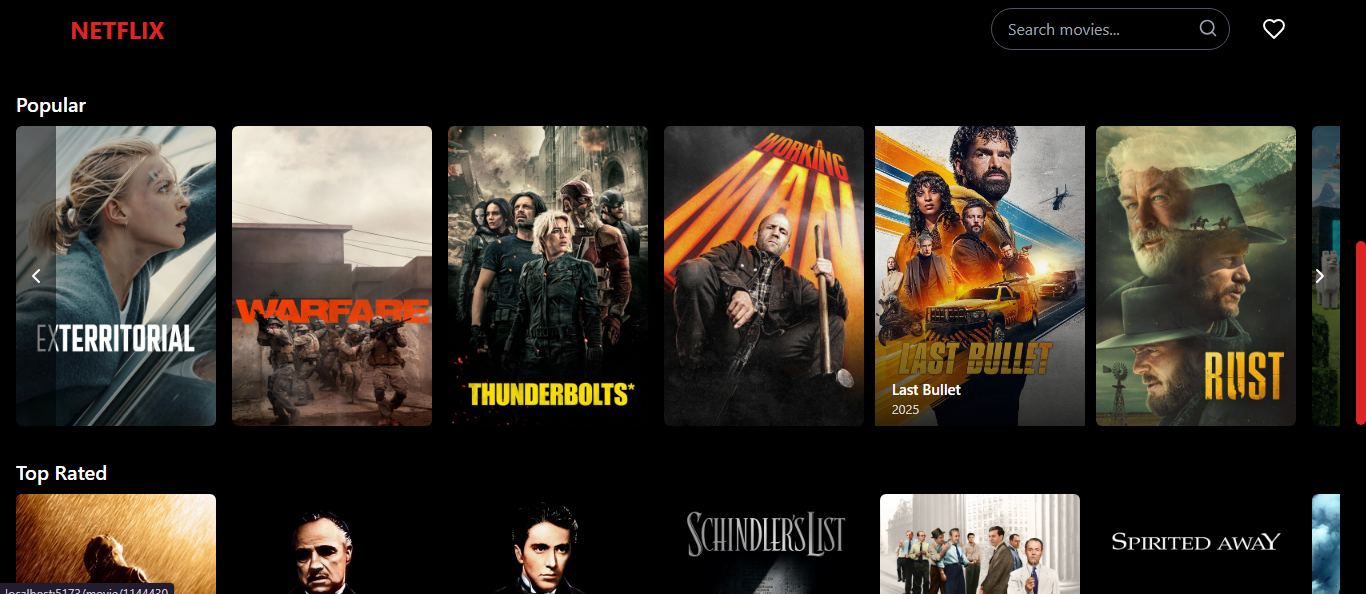 NETFLIX
Search movies...
Popular
EXTERRITORIAL
WARFARE
THUNDERBOLTS*
A
WORKING
MAN
LAST BULLET
Last Bullet
2025
RUST
Top Rated
SCHINDLER'S LIST
SPIRITED AWAY
localhost:5173/movie/1144430